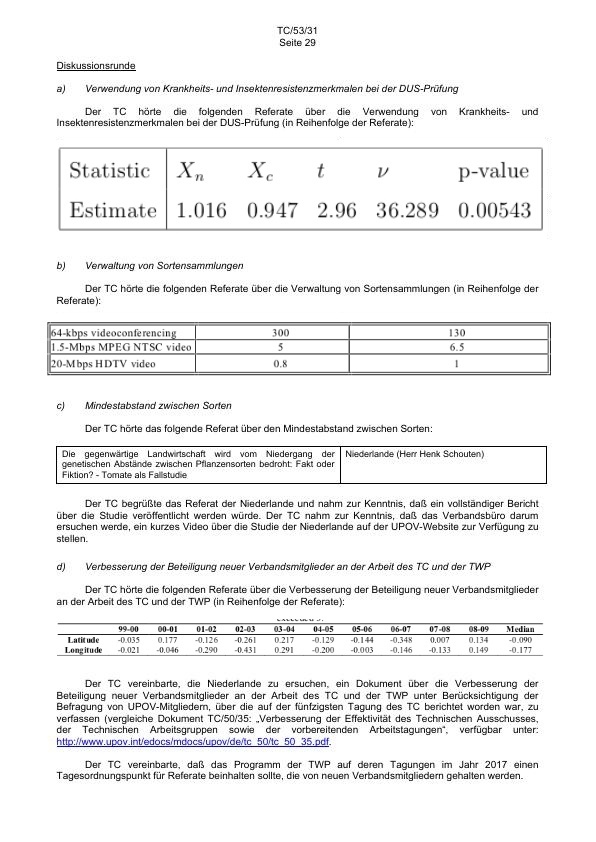 TC/53/31
Seite 29
Diskussionsrunde
a) Verwendung von Krankheits- und Insektenresistenzmerkmalen bei der DUS-Prüfung
Der TC hörte die folgenden Referate über die Verwendung von Krankheits- und
Insektenresistenzmerkmalen bei der DUS-Prüfung (in Reihenfolge der Referate):
Statistic X_n X_c t ν p-value
Estimate 1.016 0.947 2.96 36.289 0.00543
b) Verwaltung von Sortensammlungen
Der TC hörte die folgenden Referate über die Verwaltung von Sortensammlungen (in Reihenfolge der
Referate):
64-kbps videoconferencing 300 130
1.5-Mbps MPEG NTSC video 5 6.5
20-Mbps HDTV video 0.8 1
c) Mindestabstand zwischen Sorten
Der TC hörte das folgende Referat über den Mindestabstand zwischen Sorten:
Die gegenwärtige Landwirtschaft wird vom Niedergang der Niederlande (Herr Henk Schouten)
genetischen Abstände zwischen Pflanzensorten bedroht: Fakt oder
Fiktion? - Tomate als Fallstudie
Der TC begrüßte das Referat der Niederlande und nahm zur Kenntnis, daß ein vollständiger Bericht
über die Studie veröffentlicht werden würde. Der TC nahm zur Kenntnis, daß das Verbandsbüro darum
ersuchen werde, ein kurzes Video über die Studie der Niederlande auf der UPOV-Website zur Verfügung zu
stellen.
d) Verbesserung der Beteiligung neuer Verbandsmitglieder an der Arbeit des TC und der TWP
Der TC hörte die folgenden Referate über die Verbesserung der Beteiligung neuer Verbandsmitglieder
an der Arbeit des TC und der TWP (in Reihenfolge der Referate):
99-00 00-01 01-02 02-03 03-04 04-05 05-06 06-07 07-08 08-09 Median
Latitude -0.035 0.177 -0.126 -0.261 0.217 -0.129 -0.144 -0.348 0.007 0.134 -0.090
Longitude -0.021 -0.046 -0.290 -0.431 0.291 -0.200 -0.003 -0.146 -0.133 0.149 -0.177
Der TC vereinbarte, die Niederlande zu ersuchen, ein Dokument über die Verbesserung der
Beteiligung neuer Verbandsmitglieder an der Arbeit des TC und der TWP unter Berücksichtigung der
Befragung von UPOV-Mitgliedern, über die auf der fünfzigsten Tagung des TC berichtet worden war, zu
verfassen (vergleiche Dokument TC/50/35: „Verbesserung der Effektivität des Technischen Ausschusses,
der Technischen Arbeitsgruppen sowie der vorbereitenden Arbeitstagungen“, verfügbar unter:
http://www.upov.int/edocs/mdocs/upov/de/tc_50/tc_50_35.pdf.
Der TC vereinbarte, daß das Programm der TWP auf deren Tagungen im Jahr 2017 einen
Tagesordnungspunkt für Referate beinhalten sollte, die von neuen Verbandsmitgliedern gehalten werden.